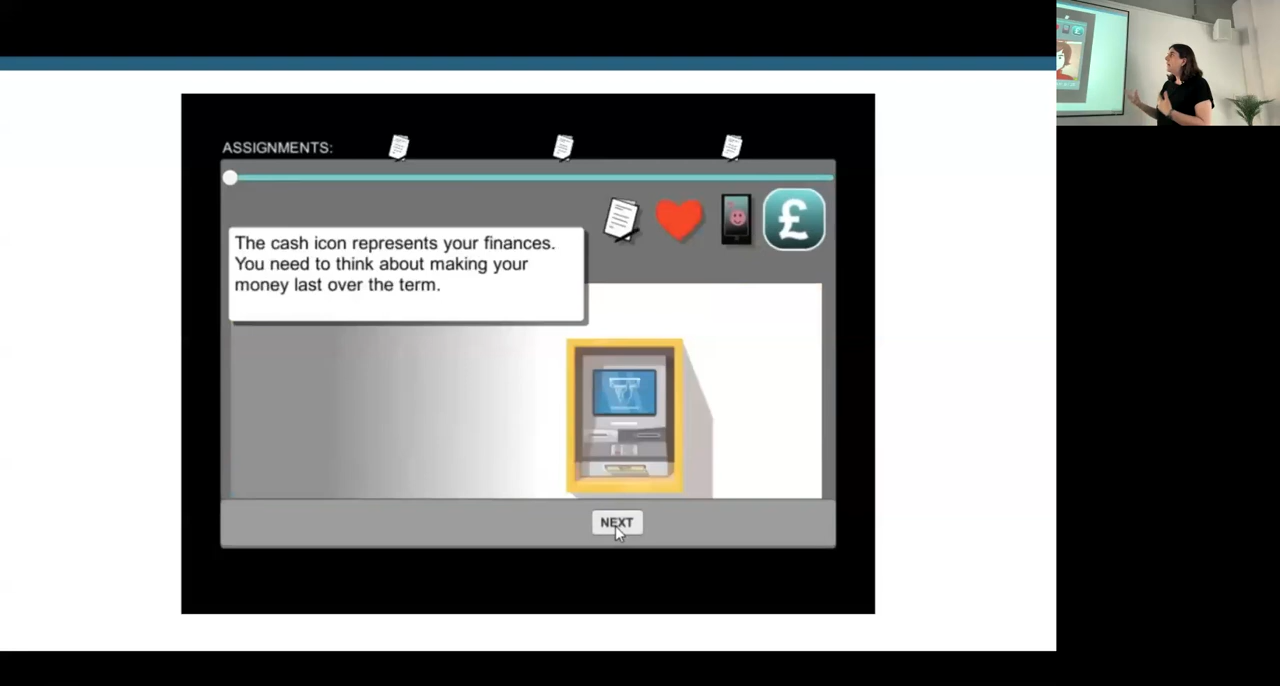 ASSIGNMENTS:
£
The cash icon represents your finances.
You need to think about making your
money last over the term.
NEXT